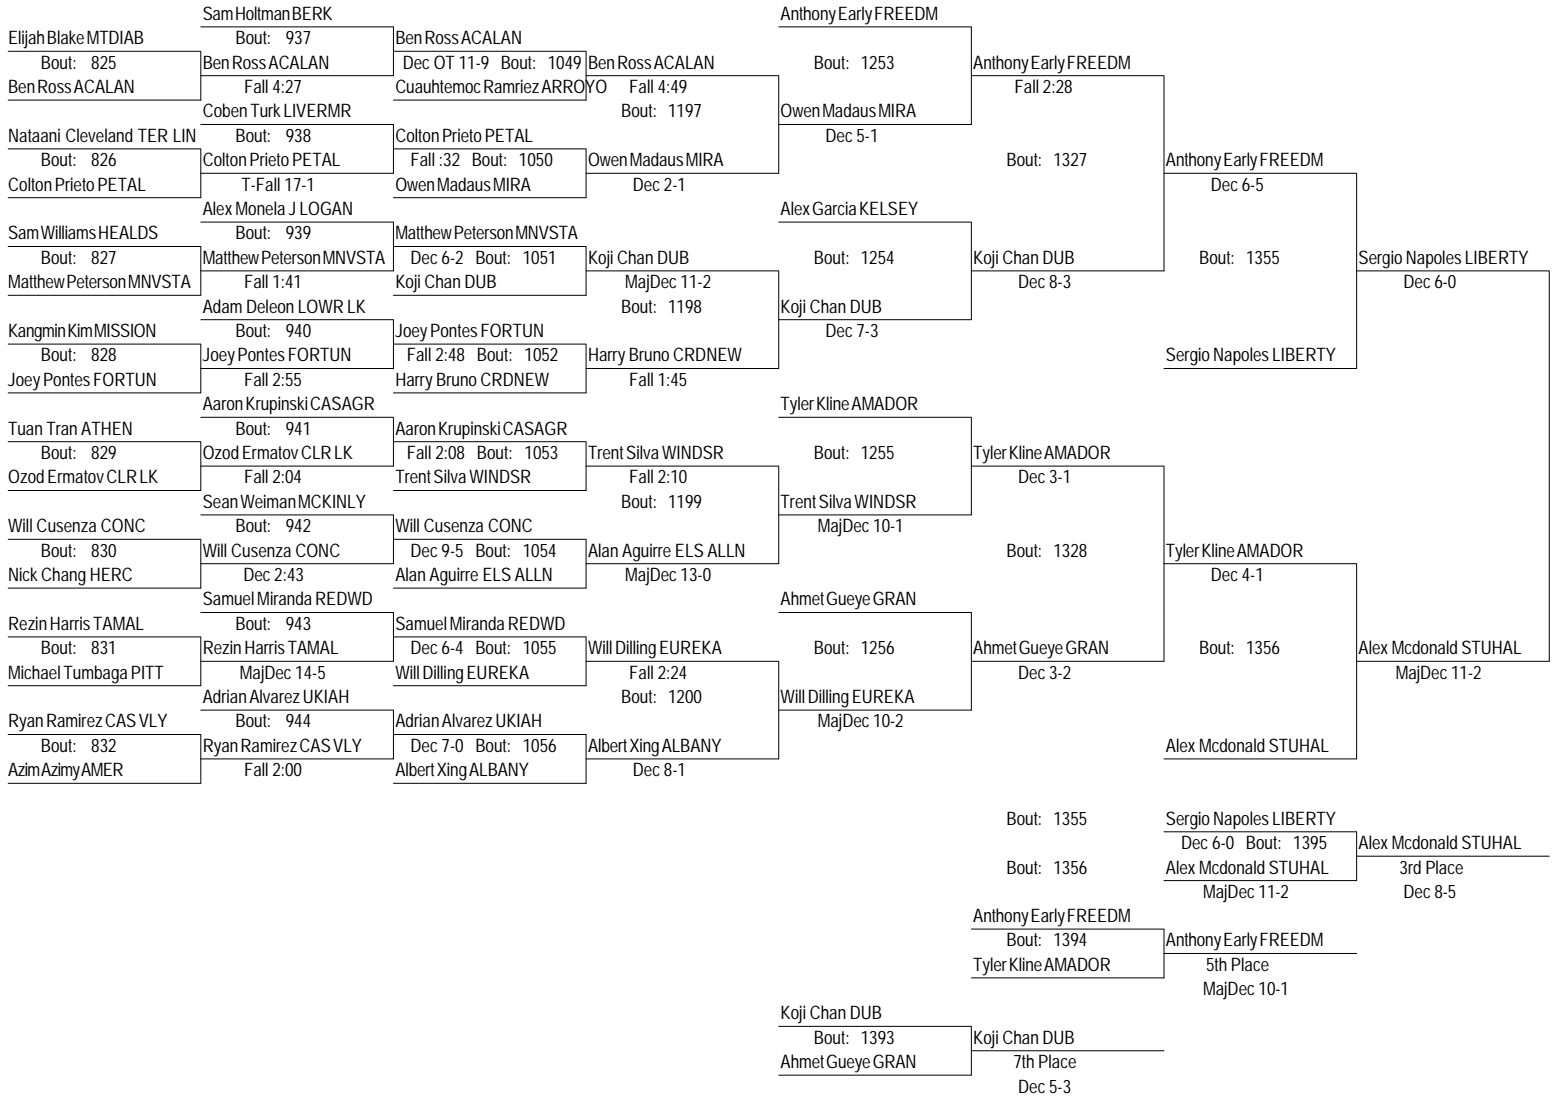 Sam Holtman BERK
Anthony Early FREEDM
Elijah Blake MTDIAB
Bout: 937
Ben Ross ACALAN
Bout: 825
Ben Ross ACALAN
Dec OT 11-9 Bout: 1049
Ben Ross ACALAN
Bout: 1253
Anthony Early FREEDM
Ben Ross ACALAN
Fall 4:27
Cuauhtemoc Ramriez ARROYO
Fall 4:49
Fall 2:28
Coben Turk LIVERMR
Bout: 1197
Owen Madaus MIRA
Nataani Cleveland TER LIN
Bout: 938
Colton Prieto PETAL
Dec 5-1
Bout: 826
Colton Prieto PETAL
Fall :32 Bout: 1050
Owen Madaus MIRA
Bout: 1327
Anthony Early FREEDM
Colton Prieto PETAL
T-Fall 17-1
Owen Madaus MIRA
Dec 2-1
Dec 6-5
Alex Monela J LOGAN
Alex Garcia KELSEY
Sam Williams HEALDS
Bout: 939
Matthew Peterson MNVSTA
Bout: 827
Matthew Peterson MNVSTA
Dec 6-2 Bout: 1051
Koji Chan DUB
Bout: 1254
Koji Chan DUB
Bout: 1355
Sergio Napoles LIBERTY
Matthew Peterson MNVSTA
Fall 1:41
Koji Chan DUB
MajDec 11-2
Dec 8-3
Dec 6-0
Adam Deleon LOWR LK
Bout: 1198
Koji Chan DUB
Kangmin Kim MISSION
Bout: 940
Joey Pontes FORTUN
Dec 7-3
Bout: 828
Joey Pontes FORTUN
Fall 2:48 Bout: 1052
Harry Bruno CRDNEW
Sergio Napoles LIBERTY
Joey Pontes FORTUN
Fall 2:55
Harry Bruno CRDNEW
Fall 1:45
Aaron Krupinski CASAGR
Tyler Kline AMADOR
Tuan Tran ATHEN
Bout: 941
Aaron Krupinski CASAGR
Bout: 829
Ozod Ermatov CLR LK
Fall 2:08 Bout: 1053
Trent Silva WINDSR
Bout: 1255
Tyler Kline AMADOR
Ozod Ermatov CLR LK
Fall 2:04
Trent Silva WINDSR
Fall 2:10
Dec 3-1
Sean Weiman MCKINLY
Bout: 1199
Trent Silva WINDSR
Will Cusenza CONC
Bout: 942
Will Cusenza CONC
MajDec 10-1
Bout: 830
Will Cusenza CONC
Dec 9-5 Bout: 1054
Alan Aguirre ELS ALLN
Bout: 1328
Tyler Kline AMADOR
Nick Chang HERC
Dec 2:43
Alan Aguirre ELS ALLN
MajDec 13-0
Dec 4-1
Samuel Miranda REDWD
Ahmet Gueye GRAN
Rezin Harris TAMAL
Bout: 943
Samuel Miranda REDWD
Bout: 831
Rezin Harris TAMAL
Dec 6-4 Bout: 1055
Will Dilling EUREKA
Bout: 1256
Ahmet Gueye GRAN
Bout: 1356
Alex Mcdonald STUHAL
Michael Tumbaga PITT
MajDec 14-5
Will Dilling EUREKA
Fall 2:24
Dec 3-2
MajDec 11-2
Adrian Alvarez UKIAH
Bout: 1200
Will Dilling EUREKA
Ryan Ramirez CAS VLY
Bout: 944
Adrian Alvarez UKIAH
MajDec 10-2
Bout: 832
Ryan Ramirez CAS VLY
Dec 7-0 Bout: 1056
Albert Xing ALBANY
Alex Mcdonald STUHAL
Azim Azimy AMER
Fall 2:00
Albert Xing ALBANY
Dec 8-1
Bout: 1355
Sergio Napoles LIBERTY
Dec 6-0 Bout: 1395
Alex Mcdonald STUHAL
Bout: 1356
Alex Mcdonald STUHAL
3rd Place
MajDec 11-2
Dec 8-5
Anthony Early FREEDM
Bout: 1394
Anthony Early FREEDM
Tyler Kline AMADOR
5th Place
MajDec 10-1
Koji Chan DUB
Bout: 1393
Koji Chan DUB
Ahmet Gueye GRAN
7th Place
Dec 5-3